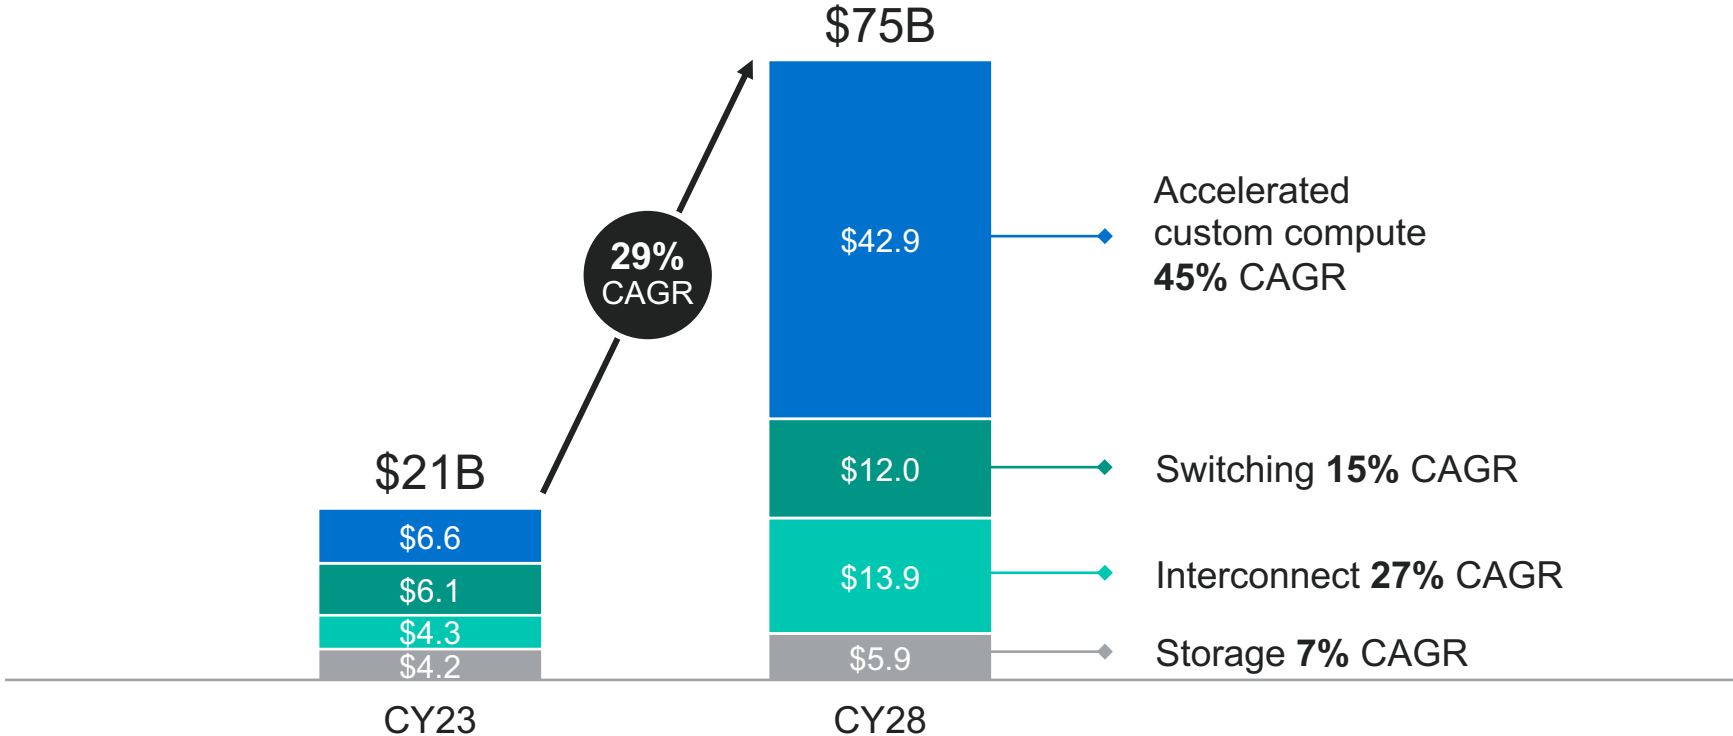 $75B
$42.9
Accelerated
custom compute
45% CAGR
29%
CAGR
$21B
$12.0
Switching 15% CAGR
$6.6
$6.1
$13.9
Interconnect 27% CAGR
$4.3
$4.2
$5.9
Storage 7% CAGR
CY23
CY28